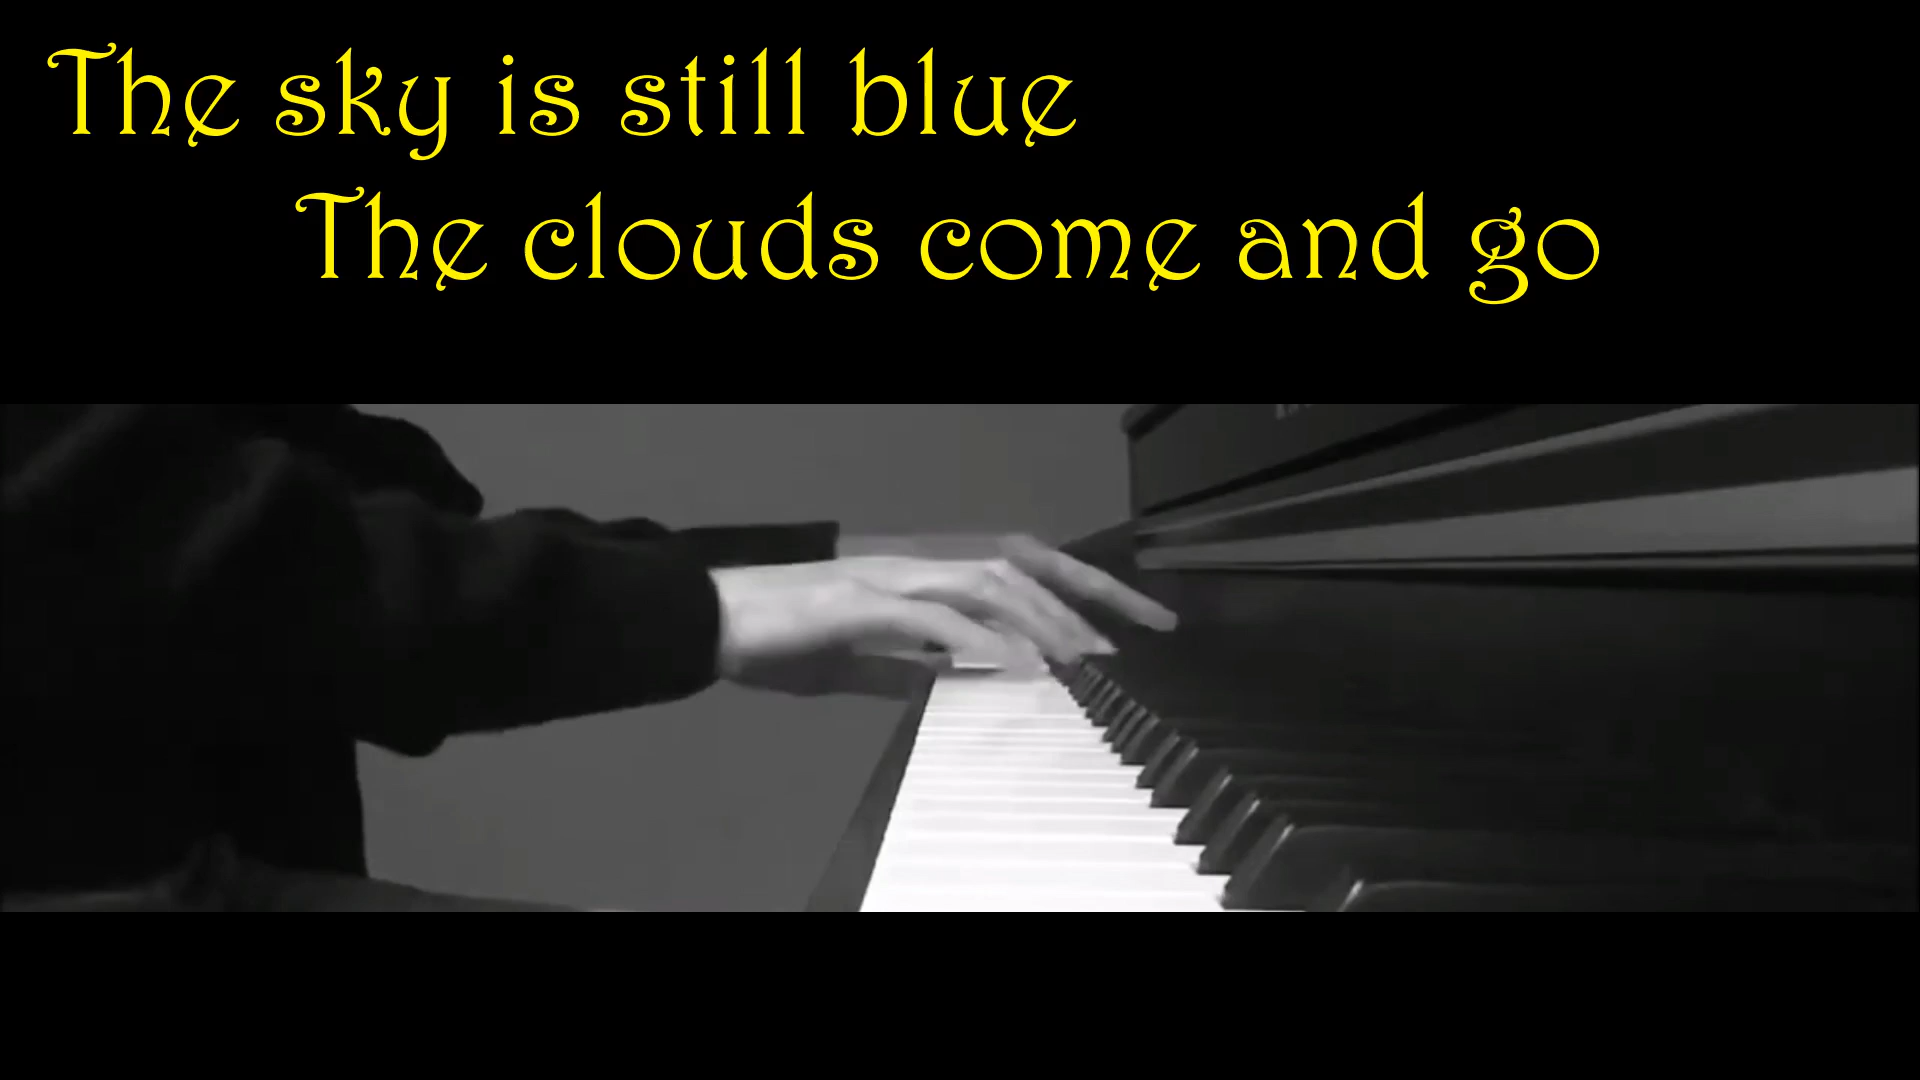 The sky is still blue
The clouds come and go